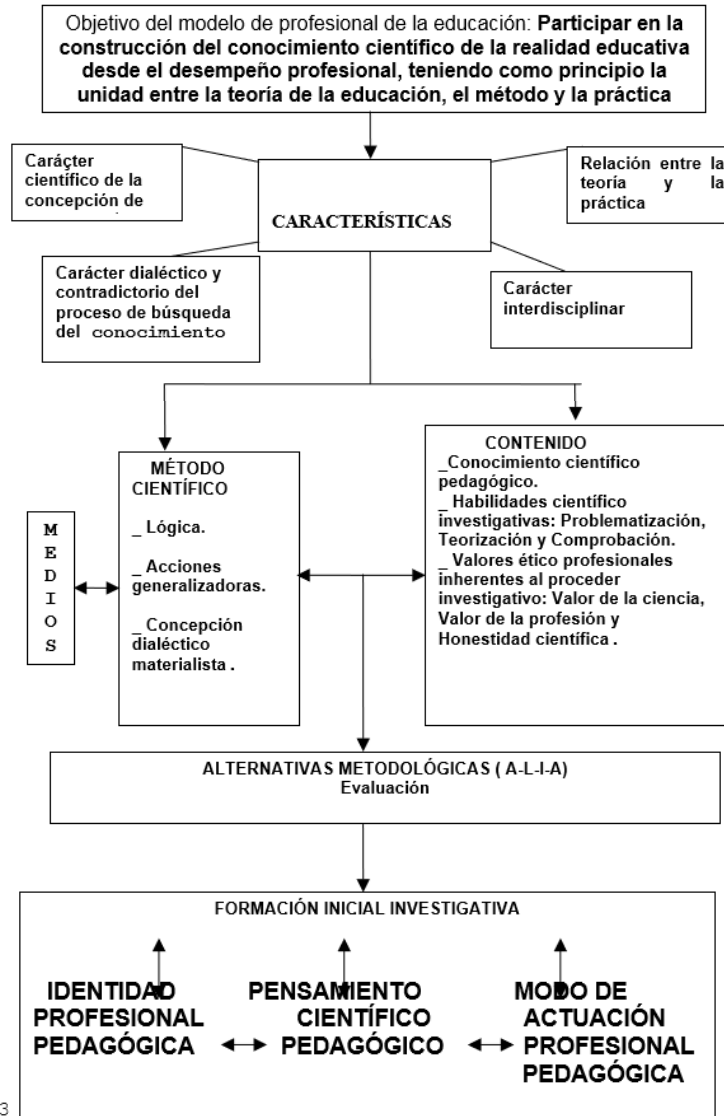 Objetivo del modelo de profesional de la educación: Participar en la
construcción del conocimiento científico de la realidad educativa
desde el desempeño profesional, teniendo como principio la
unidad entre la teoría de la educación, el método y la práctica
Carácter
científico de la
concepción de
CARACTERÍSTICAS
Relación entre la
teoría y la
práctica
Carácter dialéctico y
contradictorio del
proceso de búsqueda
del conocimiento
Carácter
interdisciplinar
M
E
D
I
O
S
MÉTODO
CIENTÍFICO
_ Lógica.
_ Acciones
generalizadoras.
_ Concepción
dialéctico
materialista .
CONTENIDO
_Conocimiento científico
pedagógico.
_ Habilidades científico
investigativas: Problematización,
Teorización y Comprobación.
_ Valores ético profesionales
inherentes al proceder
investigativo: Valor de la ciencia,
Valor de la profesión y
Honestidad científica .
ALTERNATIVAS METODOLÓGICAS ( A-L-I-A)
Evaluación
FORMACIÓN INICIAL INVESTIGATIVA
IDENTIDAD
PROFESIONAL
PEDAGÓGICA
PENSAMIENTO
CIENTÍFICO
PEDAGÓGICO
MODO DE
ACTUACIÓN
PROFESIONAL
PEDAGÓGICA
3